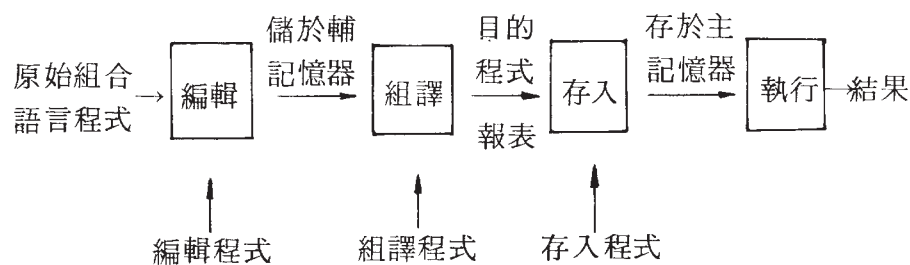 原始組合
語言程式
編輯
儲於輔
記憶器
組譯
目的
程式
報表
存入
存於主
記憶器
執行
結果
編輯程式
組譯程式
存入程式